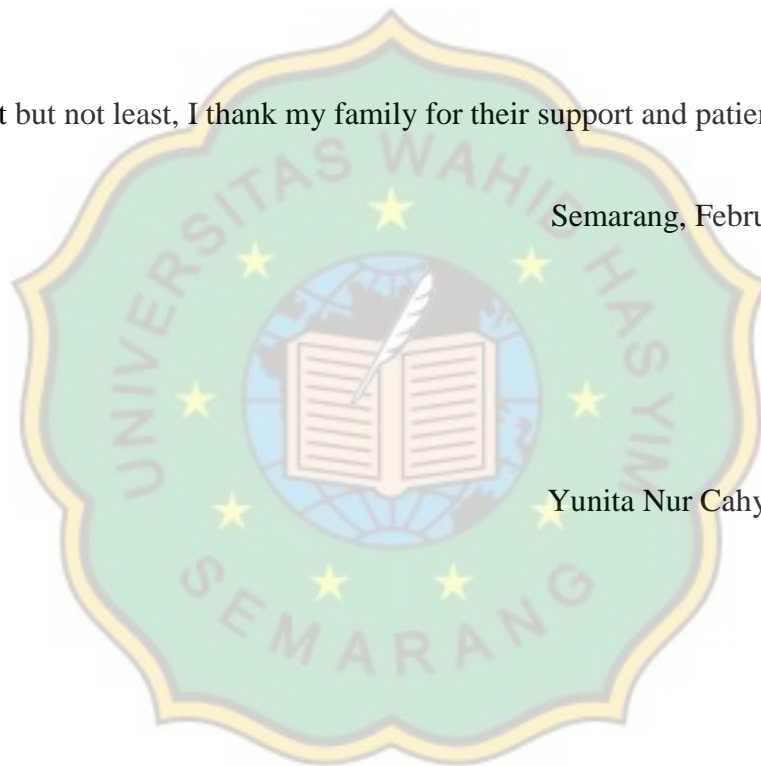 t but not least, I thank my family for their support and patien
Semarang, Febru
UNIVERSITAS WAHID HASYIM
Yunita Nur Cahy
SEMARANG